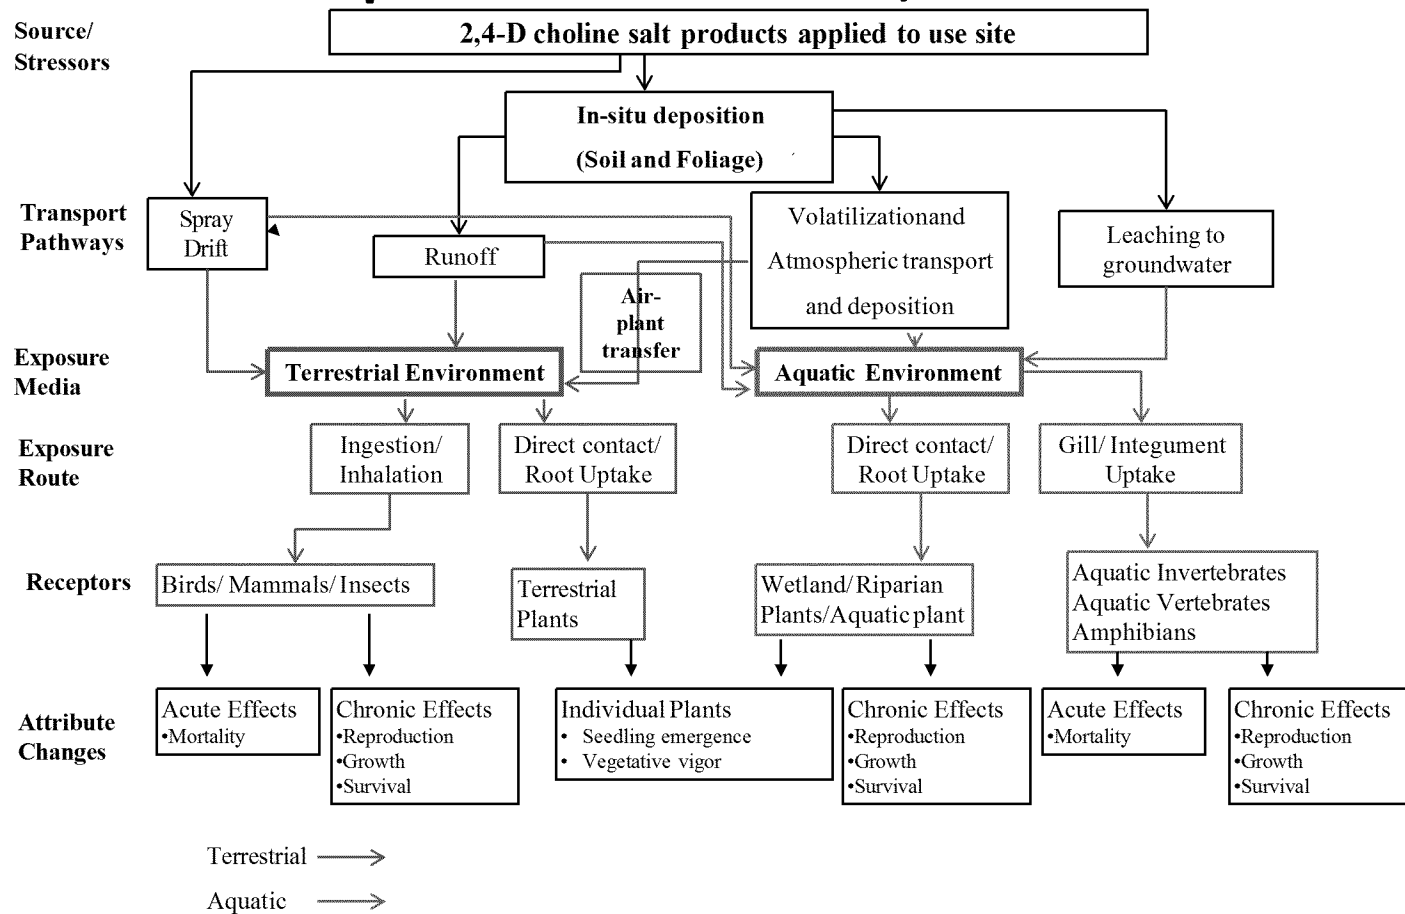 Source/
Stressors
2,4-D choline salt products applied to use site
In-situ deposition
(Soil and Foliage)
Transport
Pathways
Spray
Drift
Runoff
Volatilizationand
Atmospheric transport
and deposition
Leaching to
groundwater
Air-
plant
transfer
Exposure
Media
Terrestrial Environment
Aquatic Environment
Exposure
Route
Ingestion/
Inhalation
Direct contact/
Root Uptake
Direct contact/
Root Uptake
Gill/ Integument
Uptake
Receptors
Birds/ Mammals/ Insects
Terrestrial
Plants
Wetland/ Riparian
Plants/Aquatic plant
Aquatic Invertebrates
Aquatic Vertebrates
Amphibians
Attribute
Changes
Acute Effects
•Mortality
Chronic Effects
•Reproduction
•Growth
•Survival
Individual Plants
• Seedling emergence
• Vegetative vigor
Chronic Effects
•Reproduction
•Growth
•Survival
Acute Effects
•Mortality
Chronic Effects
•Reproduction
•Growth
•Survival
Terrestrial
Aquatic